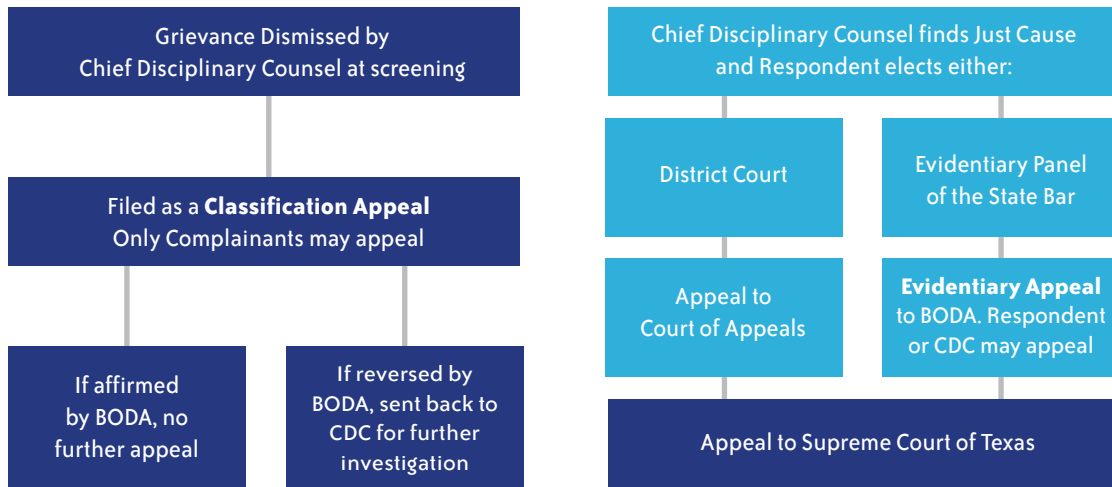 Grievance Dismissed by
Chief Disciplinary Counsel at screening
Filed as a Classification Appeal
Only Complainants may appeal
If affirmed
by BODA, no
further appeal
If reversed by
BODA, sent back to
CDC for further
investigation
Chief Disciplinary Counsel finds Just Cause
and Respondent elects either:
District Court
Appeal to
Court of Appeals
Evidentiary Panel
of the State Bar
Evidentiary Appeal
to BODA. Respondent
or CDC may appeal
Appeal to Supreme Court of Texas